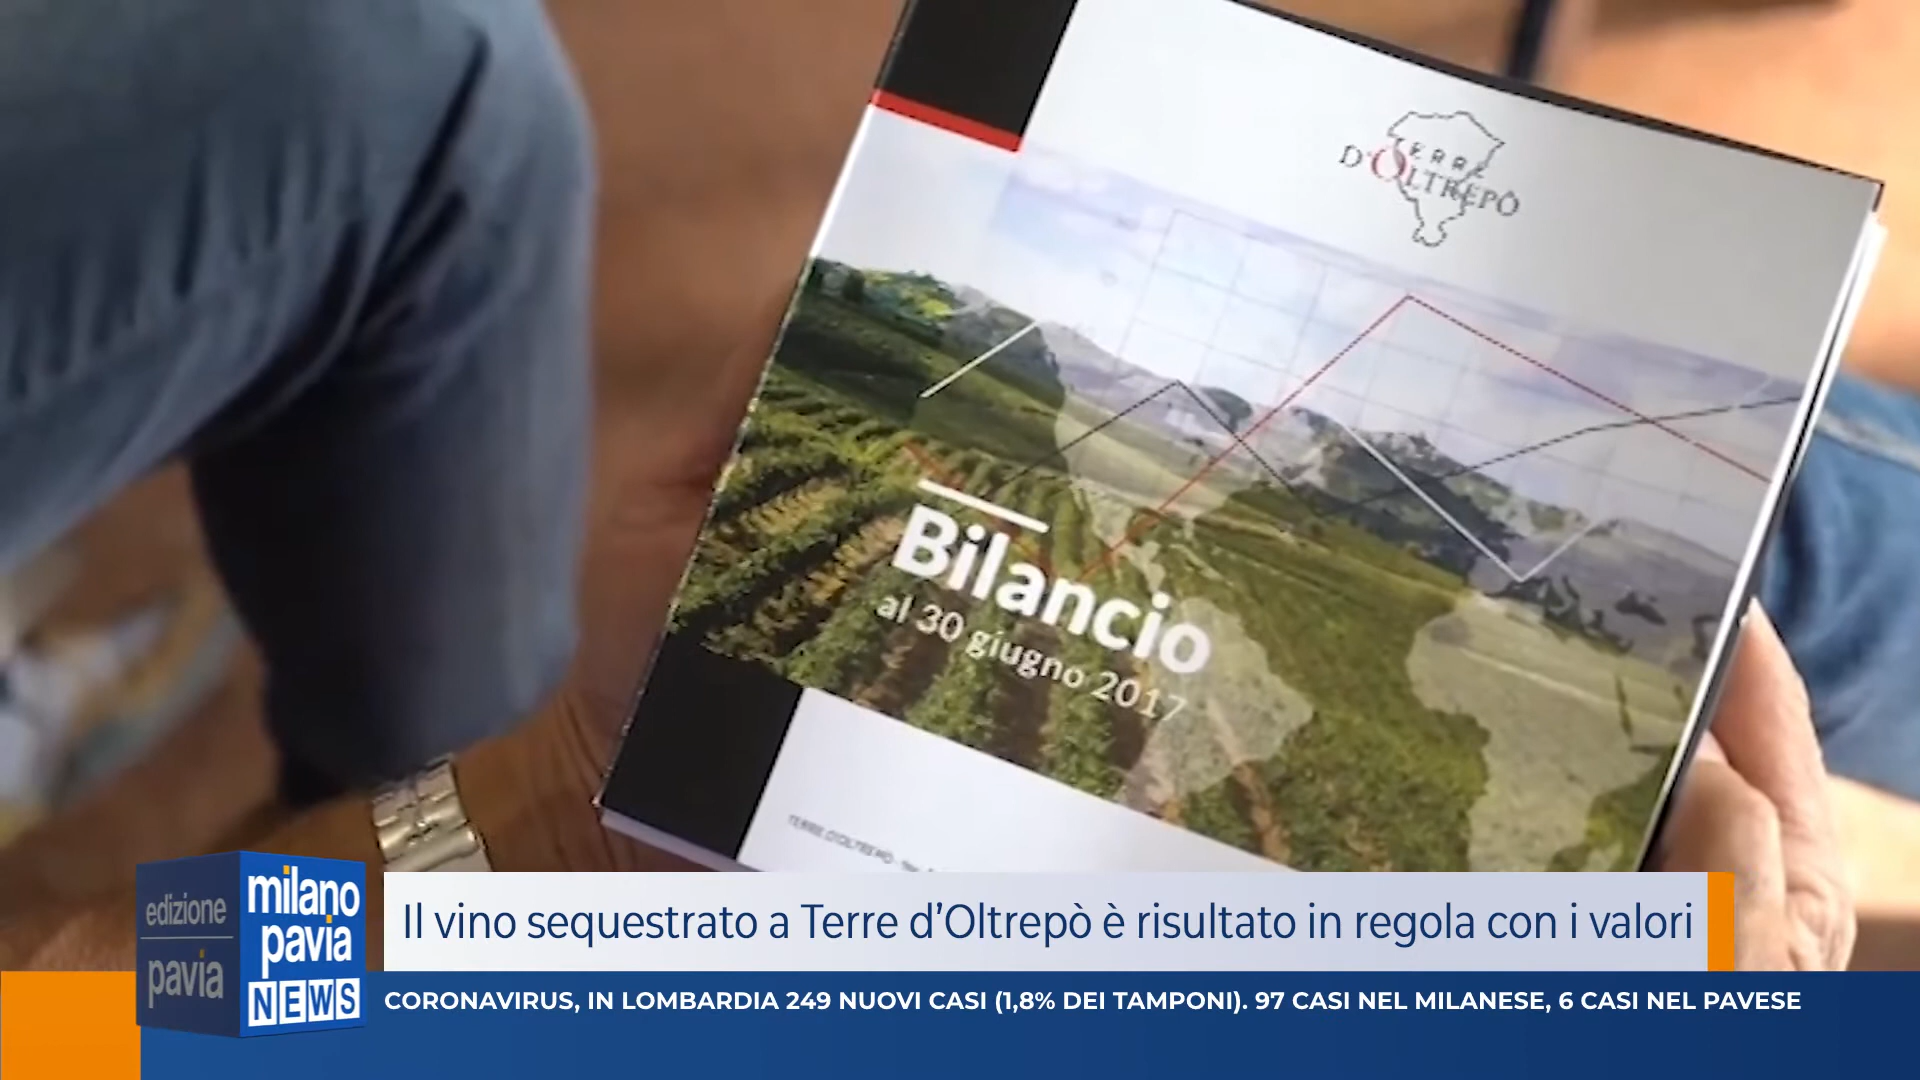 TERRE
D'OLTREPÒ
Bilancio
al 30 giugno 2017
TERRE D'OLTREPÒ
edizione
pavia
milano
pavia
NEWS
Il vino sequestrato a Terre d'Oltrepò è risultato in regola con i valori
CORONAVIRUS, IN LOMBARDIA 249 NUOVI CASI (1,8% DEI TAMPONI). 97 CASI NEL MILANESE, 6 CASI NEL PAVESE